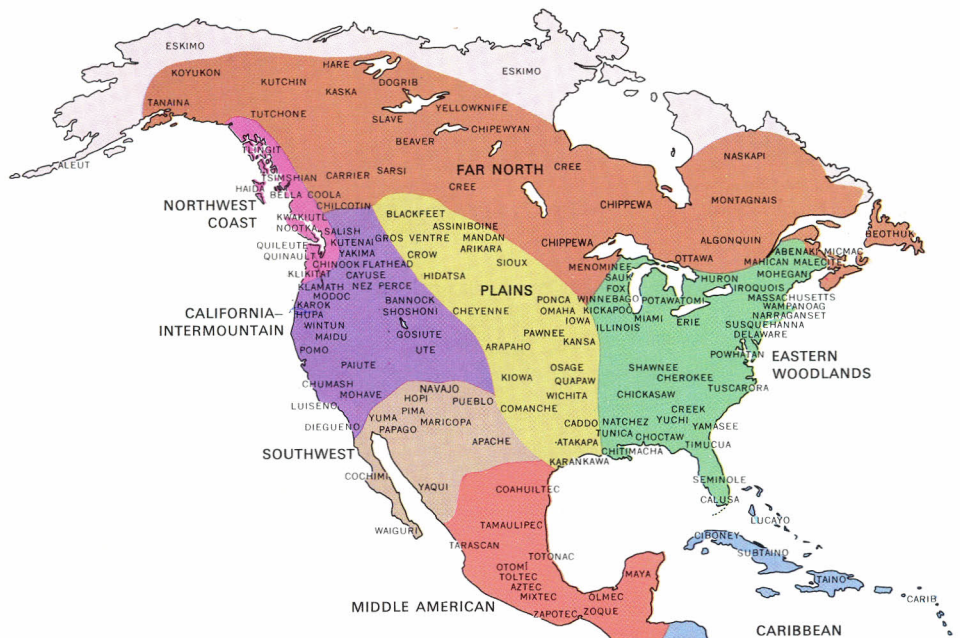 ESKIMO
KOYUKON
KUTCHIN
HARE
KASKA
DOGRIB
ESKIMO
TANAINA
TUTCHONE
SLAVE
YELLOWKNIFE
CHIPEWYAN
BEAVER
ALEUT
TLINGIT
TSIMSHIAN
CARRIER
SARSI
FAR NORTH
CREE
CREE
NASKAPI
MONTAGNAIS
HAIDA
BELLA COOLA
CHILCOTIN
NORTHWEST
COAST
KWAKIUTL
NOOTKA
QUILEUTE
QUINAULT
CHIPPEWA
CHIPPEWA
ALGONQUIN
OTTAWA
BEOTHUK
BLACKFEET
ASSINIBOINE
GROS VENTRE
MANDAN
ARIKARA
CROW
SIOUX
HIDATSA
PLAINS
SALISH
KUTENAI
YAKIMA
CHINOOK
FLATHEAD
KLIKITAT
CAYUSE
KLAMATH
NEZ PERCE
MODOC
KAROK
HUPA
BANNOCK
SHOSHONI
CALIFORNIA—
INTERMOUNTAIN
WINTUN
MAIDU
GOSIUTE
POMO
UTE
PAIUTE
CHUMASH
MOHAVE
LUISENO
DIEGUENO
CHEYENNE
PONCA
OMAHA
IOWA
PAWNEE
KANSA
ARAPAHO
KIOWA
OSAGE
QUAPAW
WICHITA
COMANCHE
CADDO
ATAKAPA
KARANKAWA
MENOMINEE
SAUK
FOX
WINNEBAGO
KICKAPOO
POTAWATOMI
MIAMI
ILLINOIS
ERIE
HURON
IROQUOIS
ABENAKI
MICMAC
MAHICAN
MALECITE
MOHEGAN
MASSACHUSETTS
WAMPANOAG
NARRAGANSET
SUSQUEHANNA
DELAWARE
POWHATAN
EASTERN
WOODLANDS
SHAWNEE
CHEROKEE
TUSCARORA
CHICKASAW
CREEK
YUCHI
YAMASEE
NATCHEZ
TUNICA
CHOCTAW
TIMUCUA
CHITIMACHA
SEMINOLE
CALUSA
NAVAJO
HOPI
PUEBLO
PIMA
YUMA
MARICOPA
PAPAGO
APACHE
SOUTHWEST
COCHIMI
YAQUI
WAIGURI
COAHUILTEC
TAMAULIPEC
TARASCAN
TOTONAC
OTOMÍ
TOLTEC
AZTEC
MIXTEC
MAYA
OLMEC
ZAPOTEC
ZOQUE
MIDDLE AMERICAN
LUCAYO
CIBONEY
SUBTAINO
TAINO
CARIB
CARIBBEAN